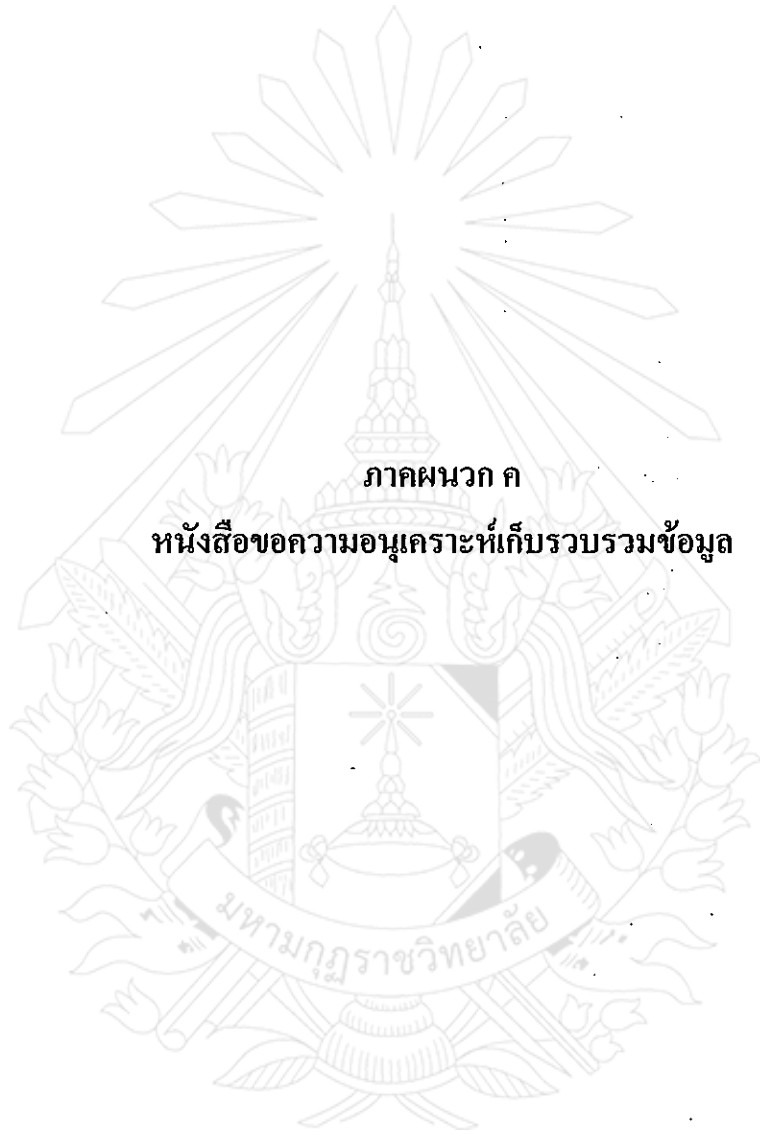 ภาคผนวก ค
หนังสือขอความอนุเคราะห์เก็บรวบรวมข้อมูล
มหามกุฏราชวิทยาลัย